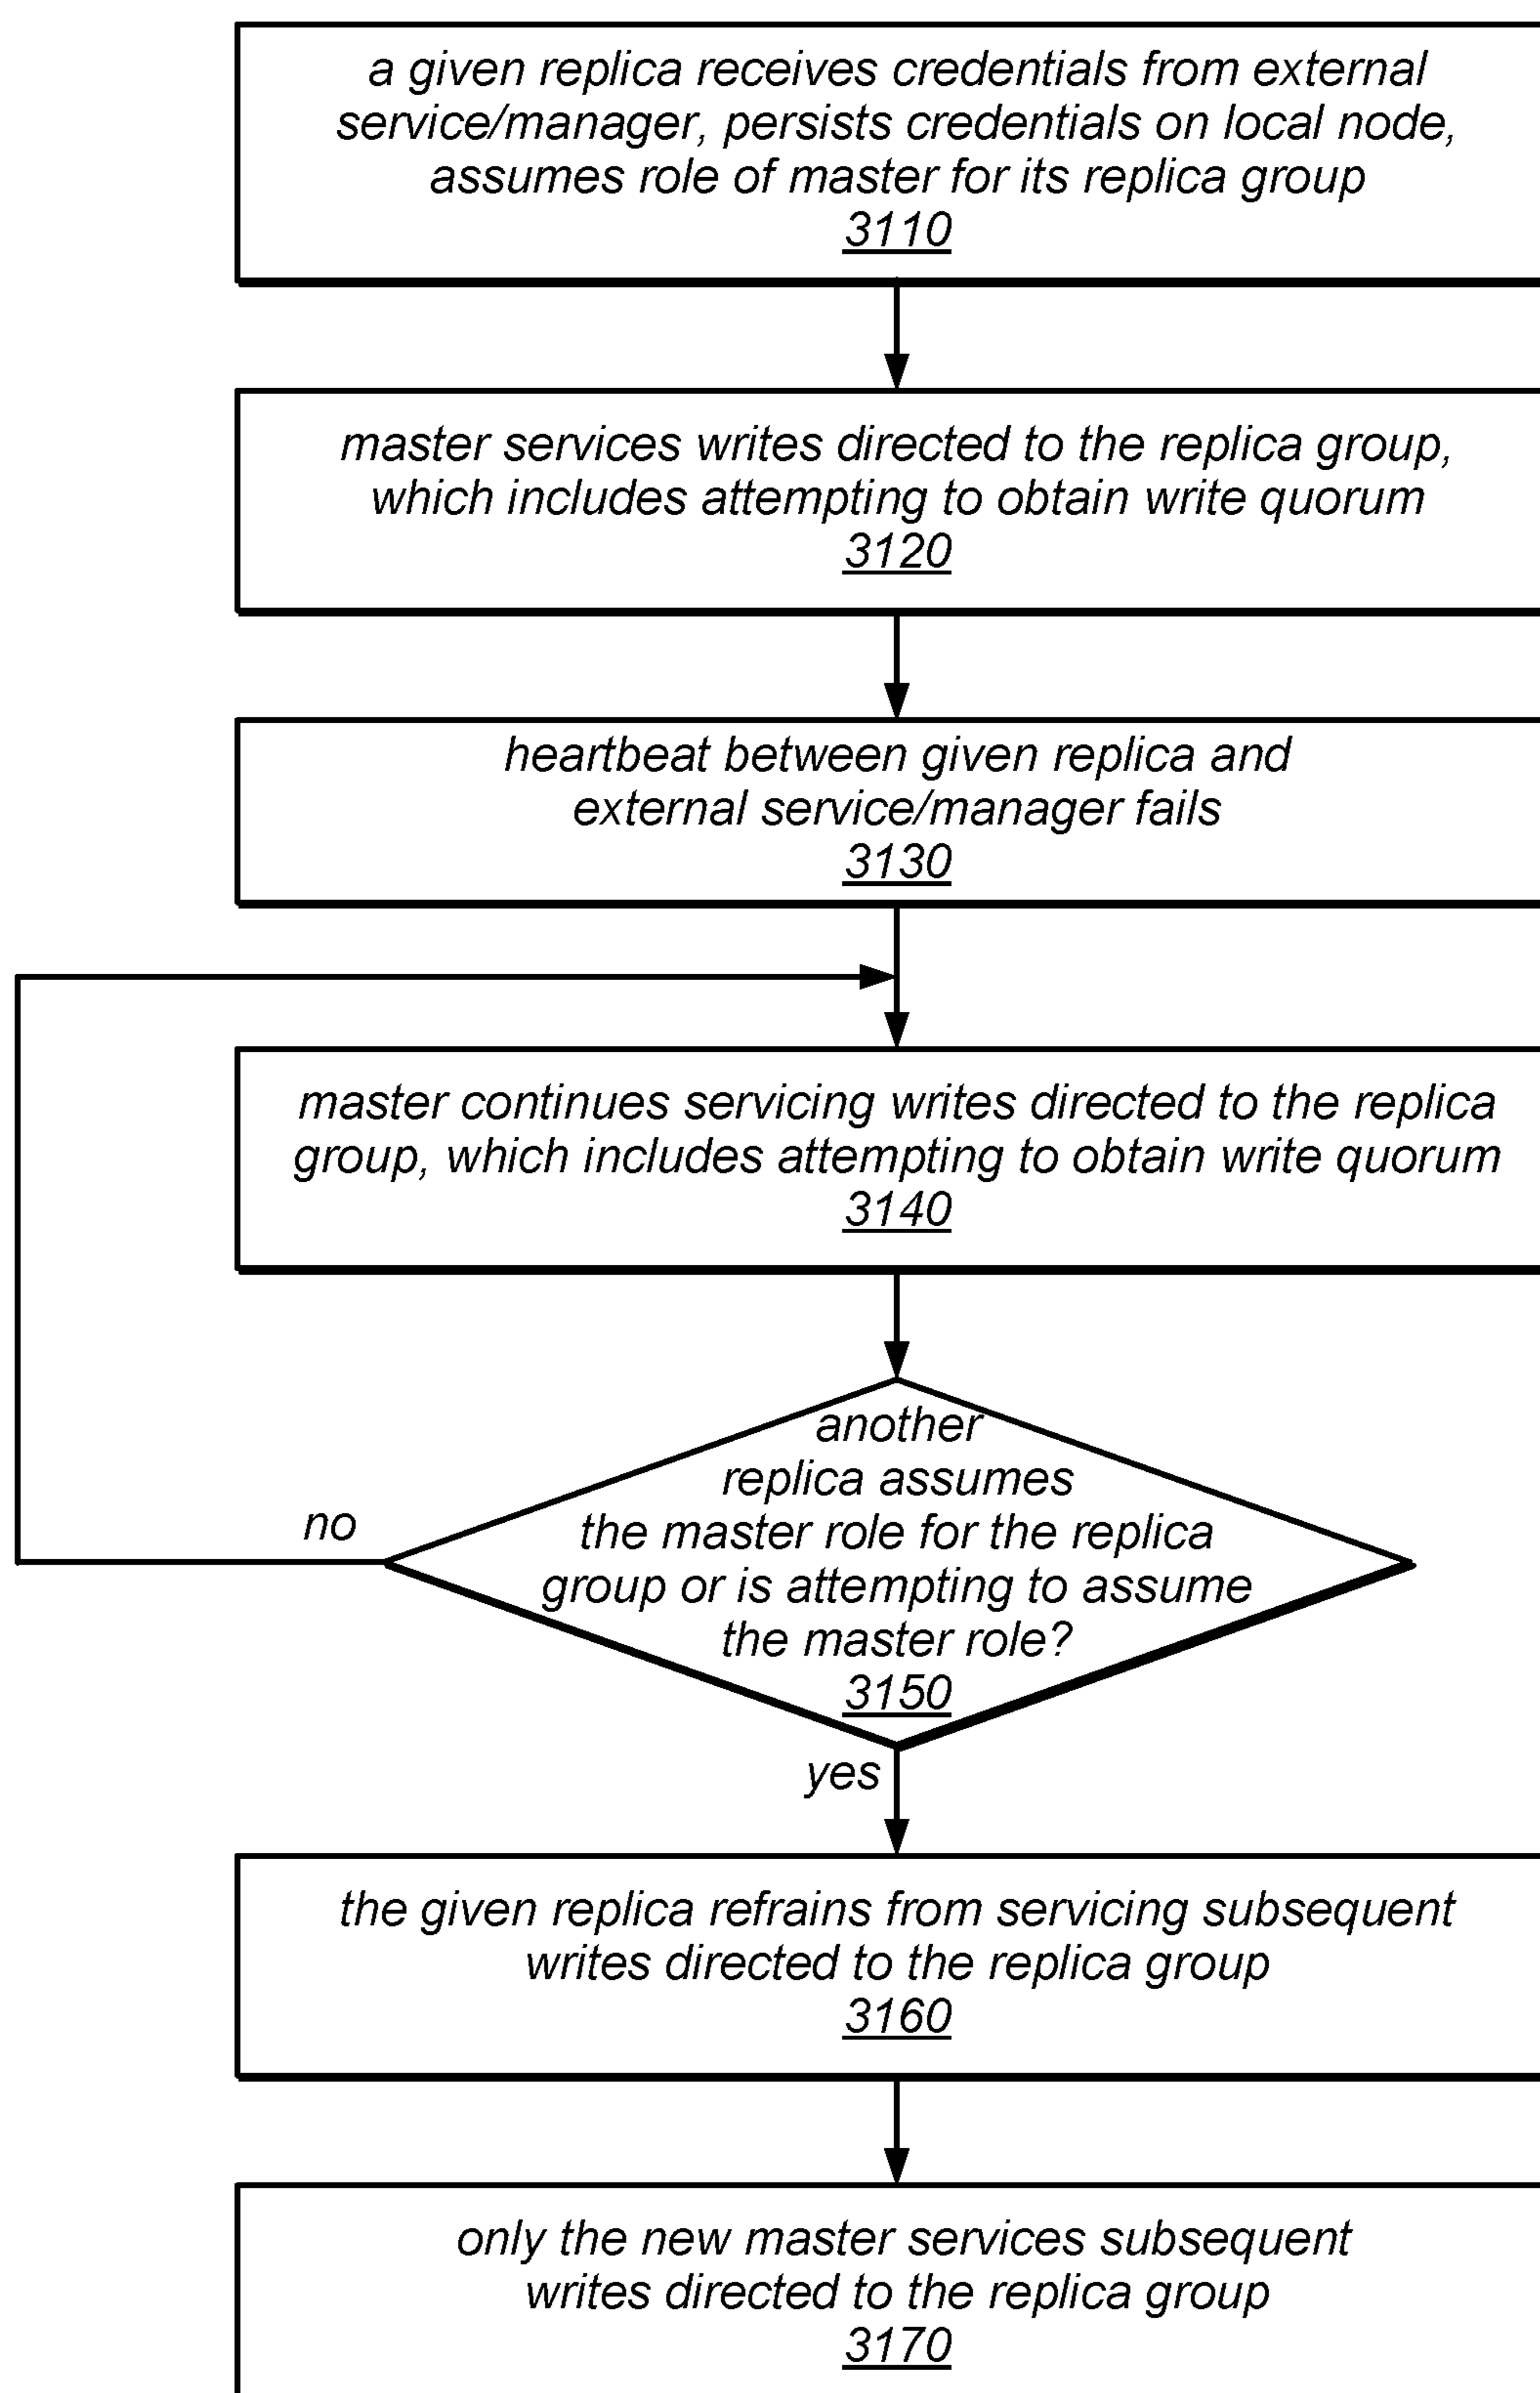 a given replica receives credentials from external
service/manager, persists credentials on local node,
assumes role of master for its replica group
3110
master services writes directed to the replica group,
which includes attempting to obtain write quorum
3120
heartbeat between given replica and
external service/manager fails
3130
master continues servicing writes directed to the replica
group, which includes attempting to obtain write quorum
3140
another
replica assumes
the master role for the replica
group or is attempting to assume
the master role?
3150
no
yes
the given replica refrains from servicing subsequent
writes directed to the replica group
3160
only the new master services subsequent
writes directed to the replica group
3170